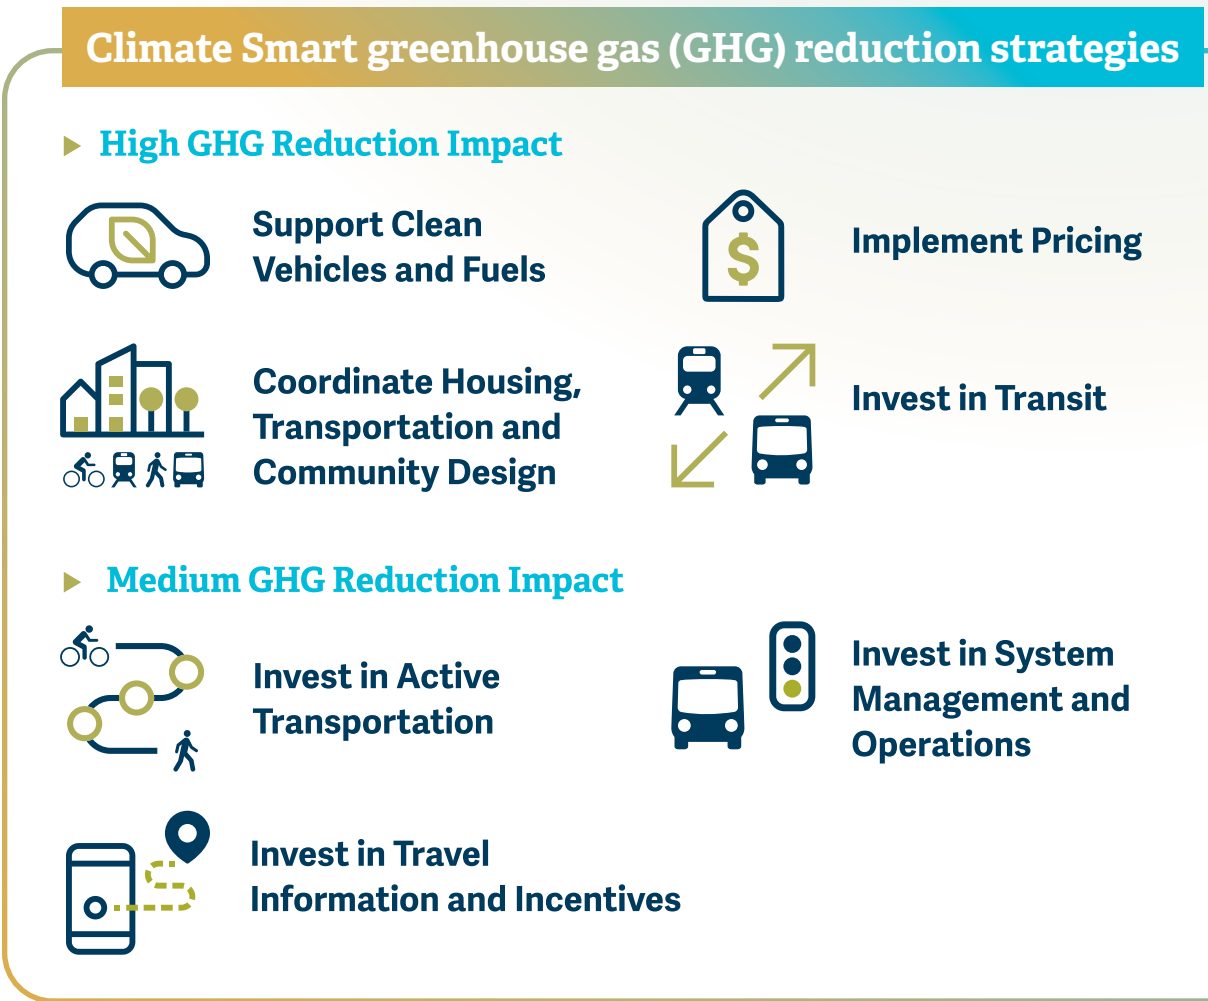 Climate Smart greenhouse gas (GHG) reduction strategies
High GHG Reduction Impact
Support Clean
Vehicles and Fuels
Implement Pricing
$
Coordinate Housing,
Transportation and
Community Design
Invest in Transit
Medium GHG Reduction Impact
Invest in Active
Transportation
Invest in System
Management and
Operations
Invest in Travel
Information and Incentives